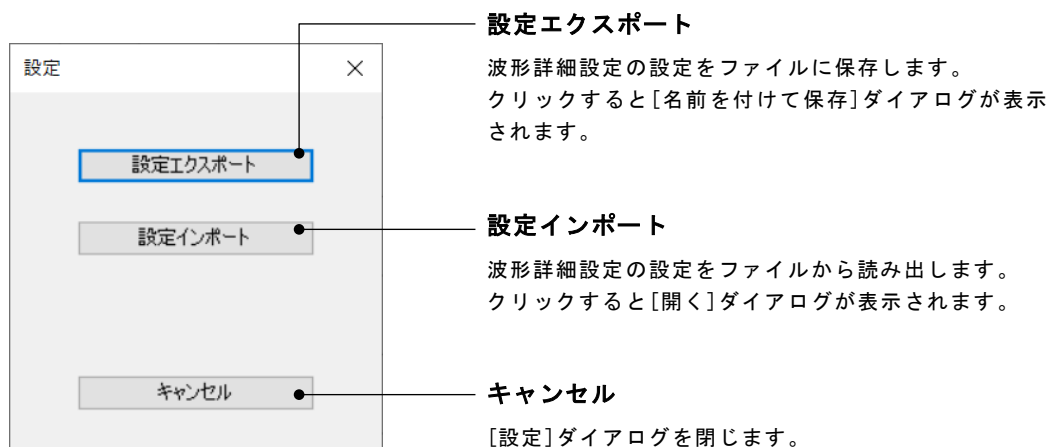 設定
設定エクスポート
設定インポート
キャンセル
設定エクスポート
波形詳細設定の設定をファイルに保存します。
クリックすると[名前を付けて保存]ダイアログが表示
されます。
設定インポート
波形詳細設定の設定をファイルから読み出します。
クリックすると[開く]ダイアログが表示されます。
キャンセル
[設定]ダイアログを閉じます。